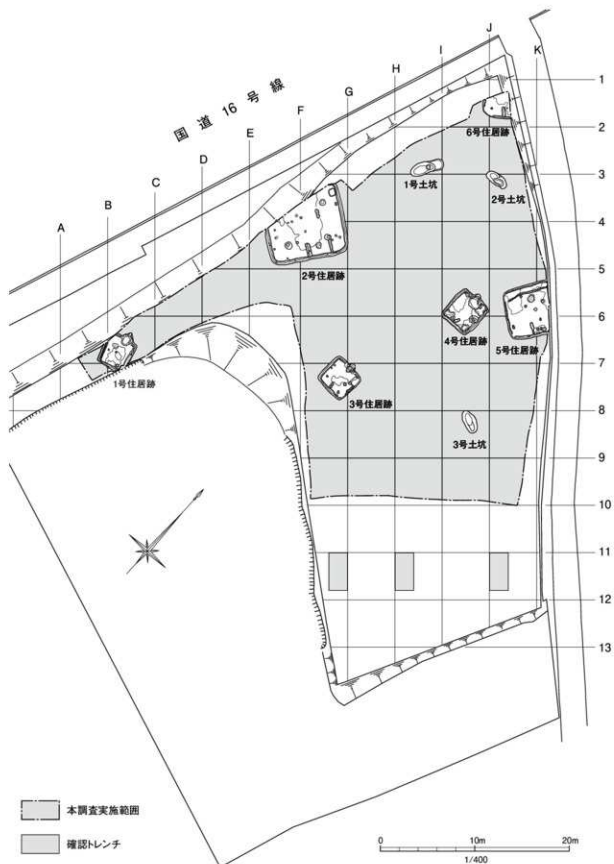 国道16号線
A
B
C
D
E
F
G
H
I
J
K
1
2
3
4
5
6
7
8
9
10
11
12
13
6号住居跡
1号土坑
2号土坑
2号住居跡
4号住居跡
5号住居跡
1号住居跡
3号住居跡
3号土坑
本調査実施範囲
確認トレンチ
0 10m 20m
1/400